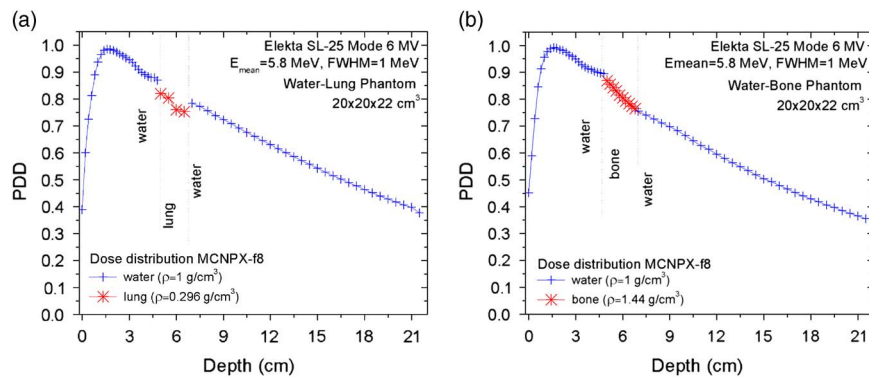 (a)
Elekta SL-25 Mode 6 MV
E_mean=5.8 MeV, FWHM=1 MeV
Water-Lung Phantom
20x20x22 cm³
PDD
1.0
0.9
0.8
0.7
0.6
0.5
0.4
0.3
0.2
0.1
0.0
water
lung
water
Dose distribution MCNPX-f8
water (ρ=1 g/cm³)
lung (ρ=0.296 g/cm³)
0 3 6 9 12 15 18 21
Depth (cm)
(b)
Elekta SL-25 Mode 6 MV
Emean=5.8 MeV, FWHM=1 MeV
Water-Bone Phantom
20x20x22 cm³
PDD
1.0
0.9
0.8
0.7
0.6
0.5
0.4
0.3
0.2
0.1
0.0
water
bone
water
Dose distribution MCNPX-f8
water (ρ=1 g/cm³)
bone (ρ=1.44 g/cm³)
0 3 6 9 12 15 18 21
Depth (cm)